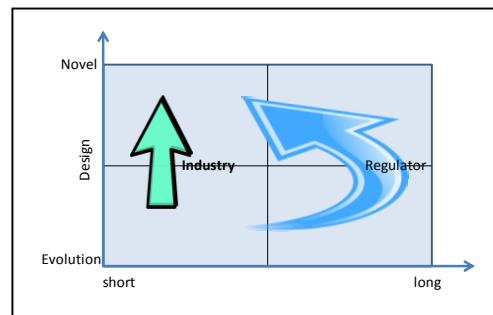 Novel
Design
Industry
Regulator
Evolution
short
long